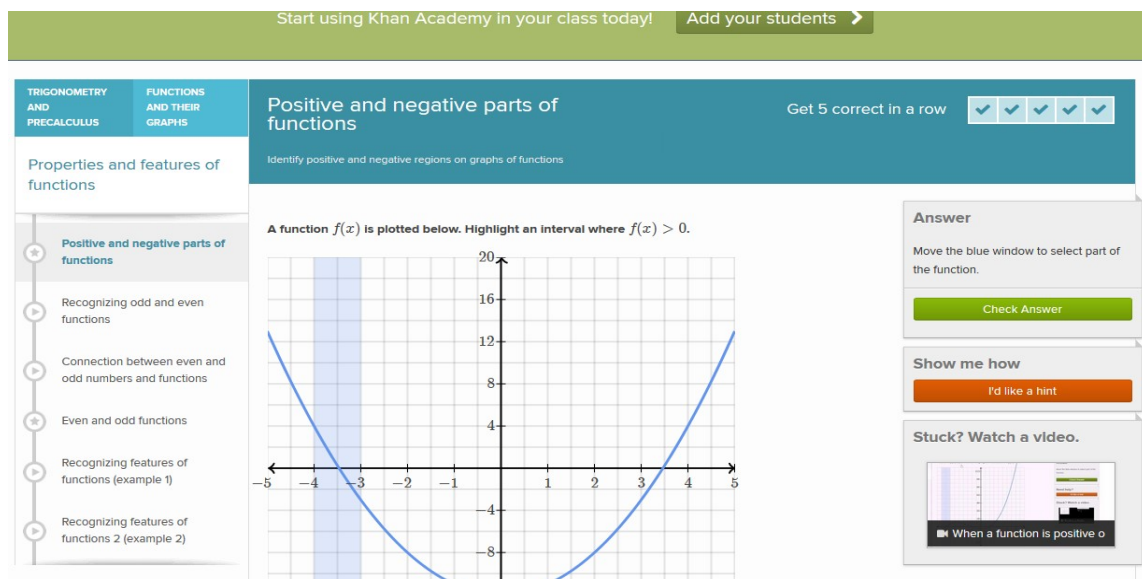 Start using Khan Academy in your class today!
Add your students
TRIGONOMETRY
AND
PRECALCULUS
FUNCTIONS
AND THEIR
GRAPHS
Positive and negative parts of
functions
Identify positive and negative regions on graphs of functions
Get 5 correct in a row
Properties and features of
functions
Positive and negative parts of
functions
Recognizing odd and even
functions
Connection between even and
odd numbers and functions
Even and odd functions
Recognizing features of
functions (example 1)
Recognizing features of
functions 2 (example 2)
A function f(x) is plotted below. Highlight an interval where f(x) > 0.
20
16
12
8
4
−5 −4 −3 −2 −1 1 2 3 4 5
−4
−8
Answer
Move the blue window to select part of
the function.
Check Answer
Show me how
I'd like a hint
Stuck? Watch a video.
When a function is positive o